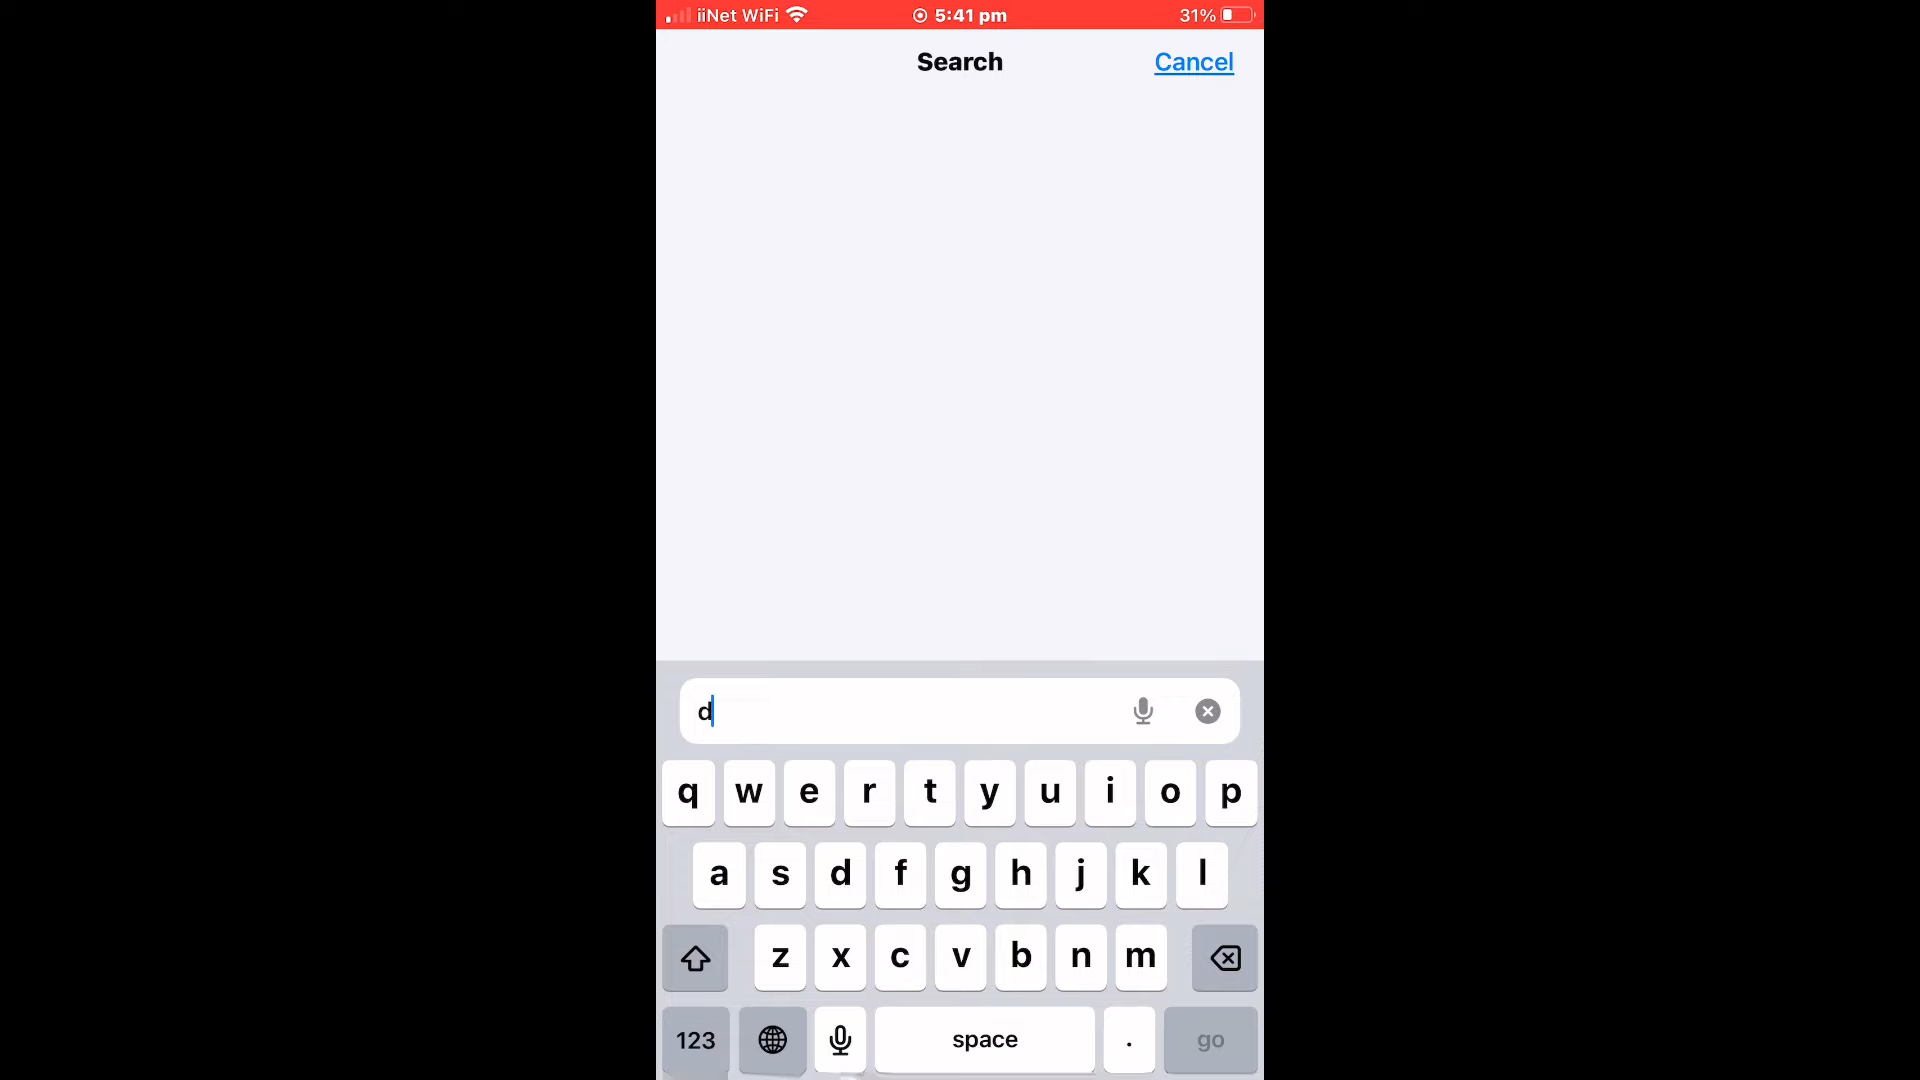 iiNet WiFi 5:41 pm 31%
Search Cancel
d
q w e r t y u i o p
a s d f g h j k l
z x c v b n m
123 space . go